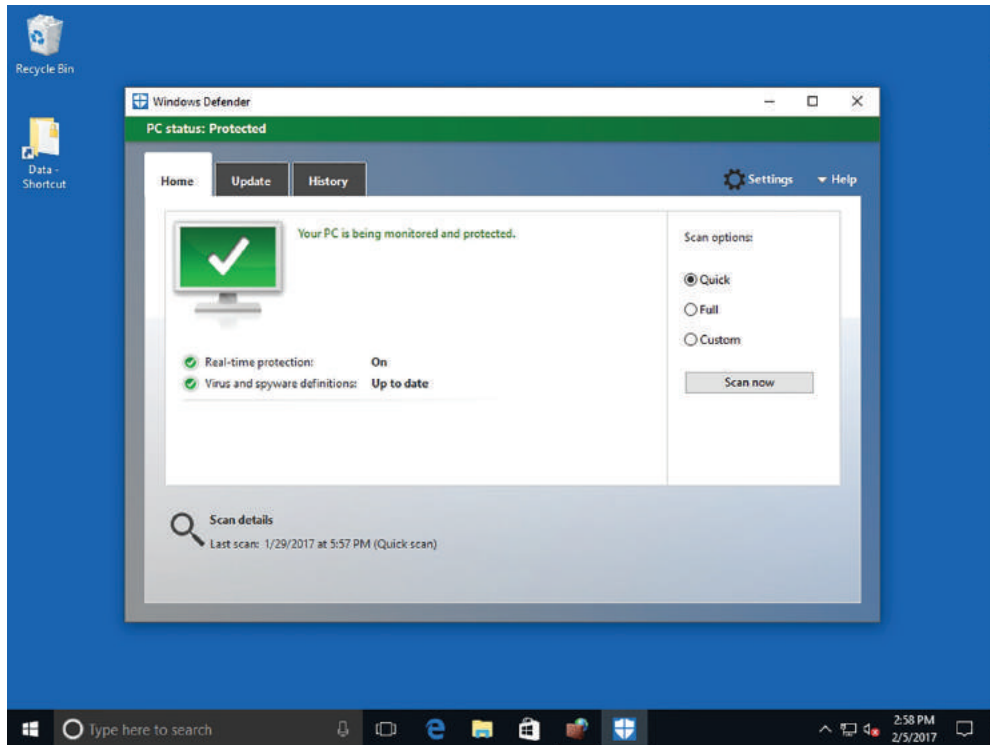 Recycle Bin
Data -
Shortcut
Windows Defender
PC status: Protected
Home
Update
History
Settings
Help
Your PC is being monitored and protected.
Scan options:
Quick
Full
Custom
Scan now
Real-time protection: On
Virus and spyware definitions: Up to date
Scan details
Last scan: 1/29/2017 at 5:57 PM (Quick scan)
Type here to search
2:58 PM
2/5/2017